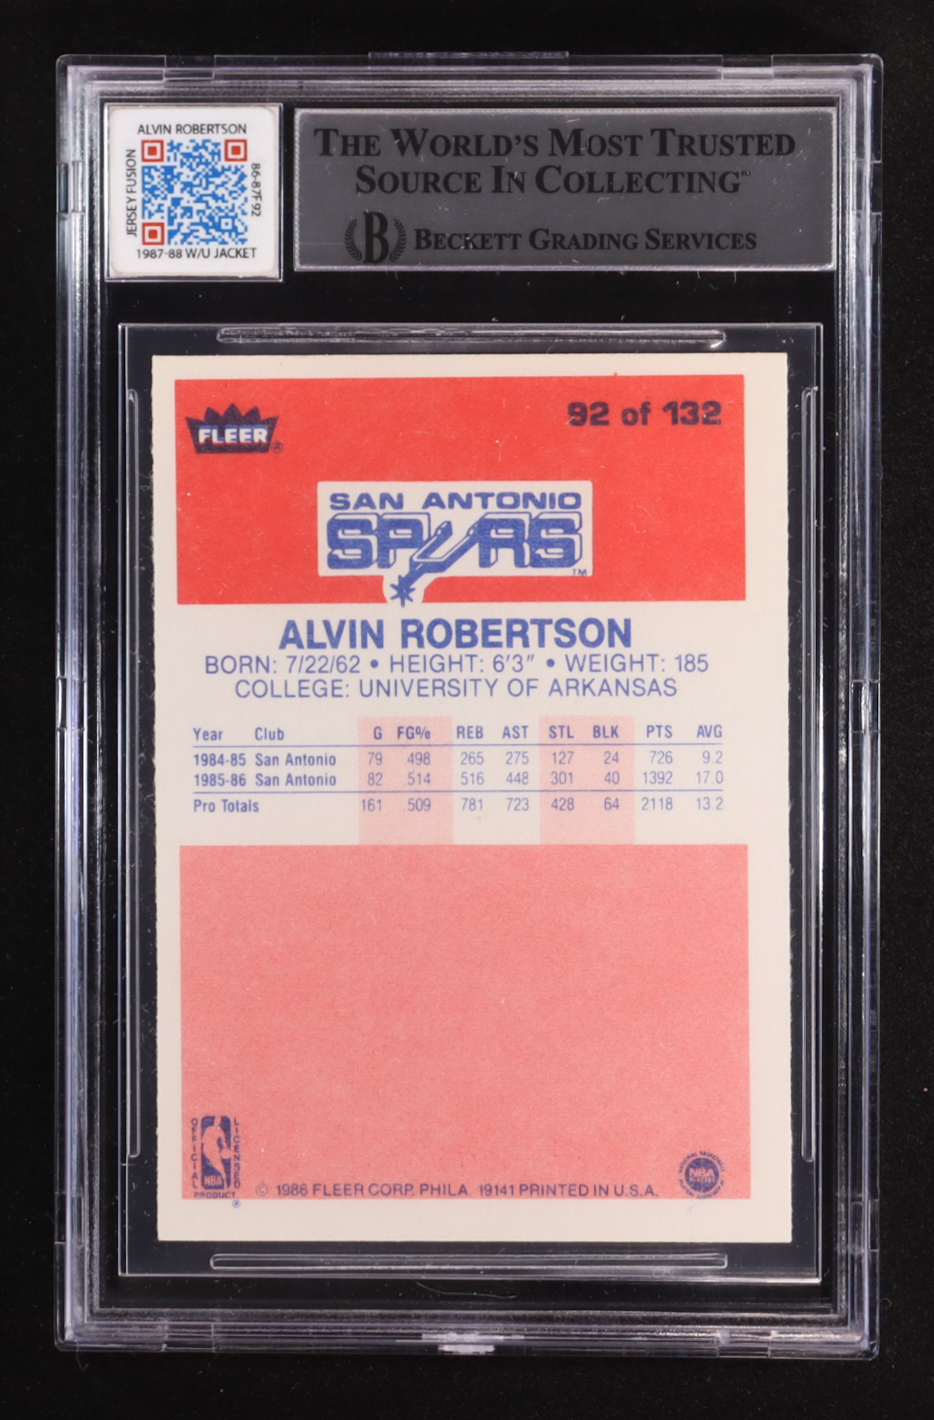 ALVIN ROBERTSON
JERSEY FUSION
86-87F-92
1987-88 W/U JACKET
THE WORLD'S MOST TRUSTED
SOURCE IN COLLECTING
B BECKETT GRADING SERVICES
FLEER®
92 of 132
SAN ANTONIO
SPURS™
ALVIN ROBERTSON
BORN: 7/22/62 • HEIGHT: 6'3" • WEIGHT: 185
COLLEGE: UNIVERSITY OF ARKANSAS
Year Club G FG% REB AST STL BLK PTS AVG
1984-85 San Antonio 79 498 265 275 127 24 726 9.2
1985-86 San Antonio 82 514 516 448 301 40 1392 17.0
Pro Totals 161 509 781 723 428 64 2118 13.2
OFFICIAL LICENSED
NBA
PRODUCT
®
© 1986 FLEER CORP. PHILA. 19141 PRINTED IN U.S.A.
NBA
PLAYERS